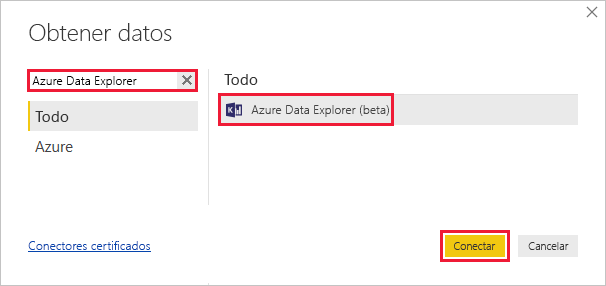 Obtener datos
Azure Data Explorer
Todo
Azure
Todo
Azure Data Explorer (beta)
Conectores certificados
Conectar
Cancelar